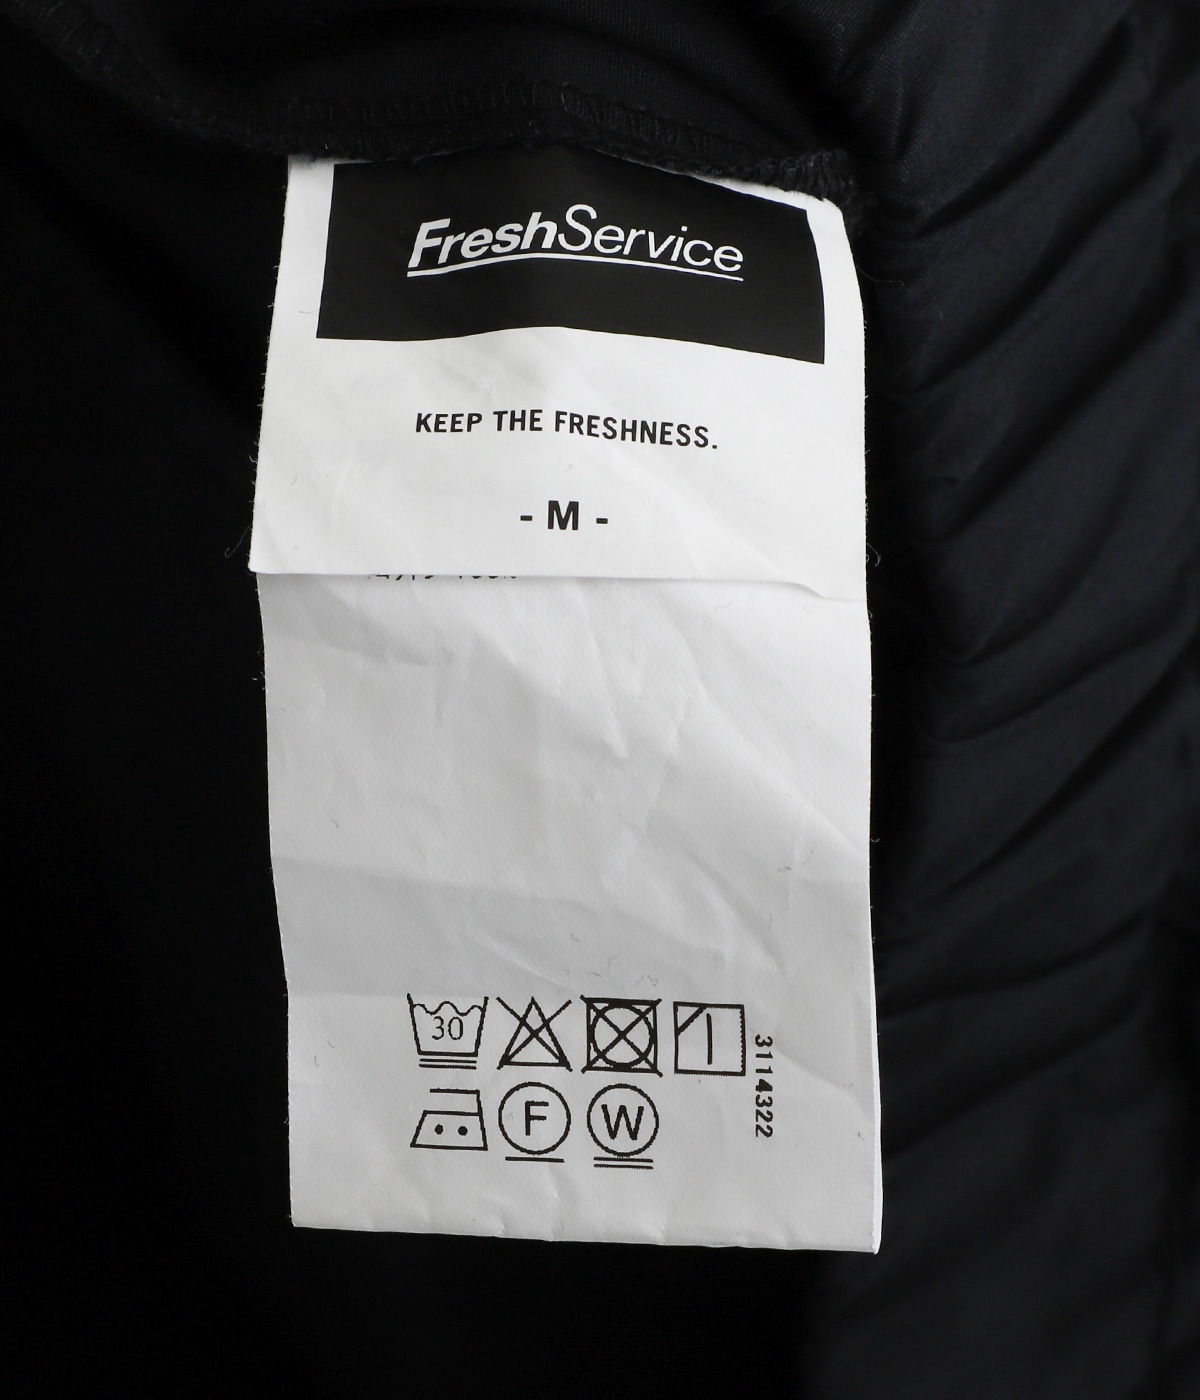 FreshService
KEEP THE FRESHNESS.
- M -
30
3114322
F
W